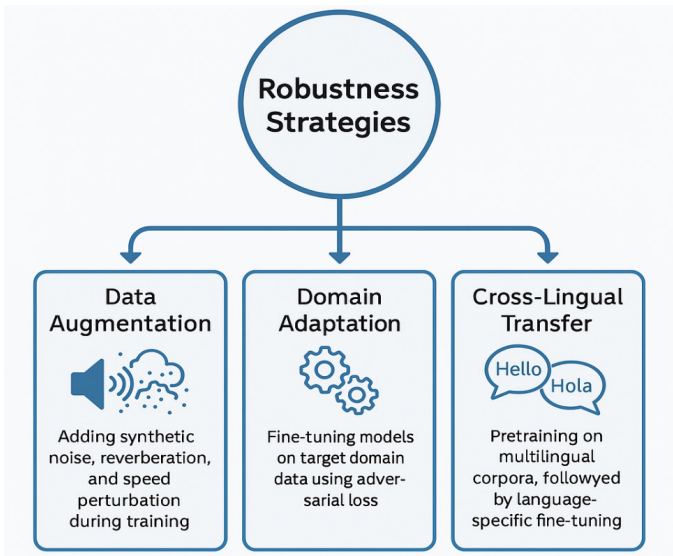 Robustness
Strategies
Data
Augmentation
Adding synthetic
noise, reverberation,
and speed
perturbation
during training
Domain
Adaptation
Fine-tuning models
on target domain
data using adver-
sarial loss
Cross-Lingual
Transfer
Hello
Hola
Pretraining on
multilingual
corpora, followyed
by language-
specific fine-tuning